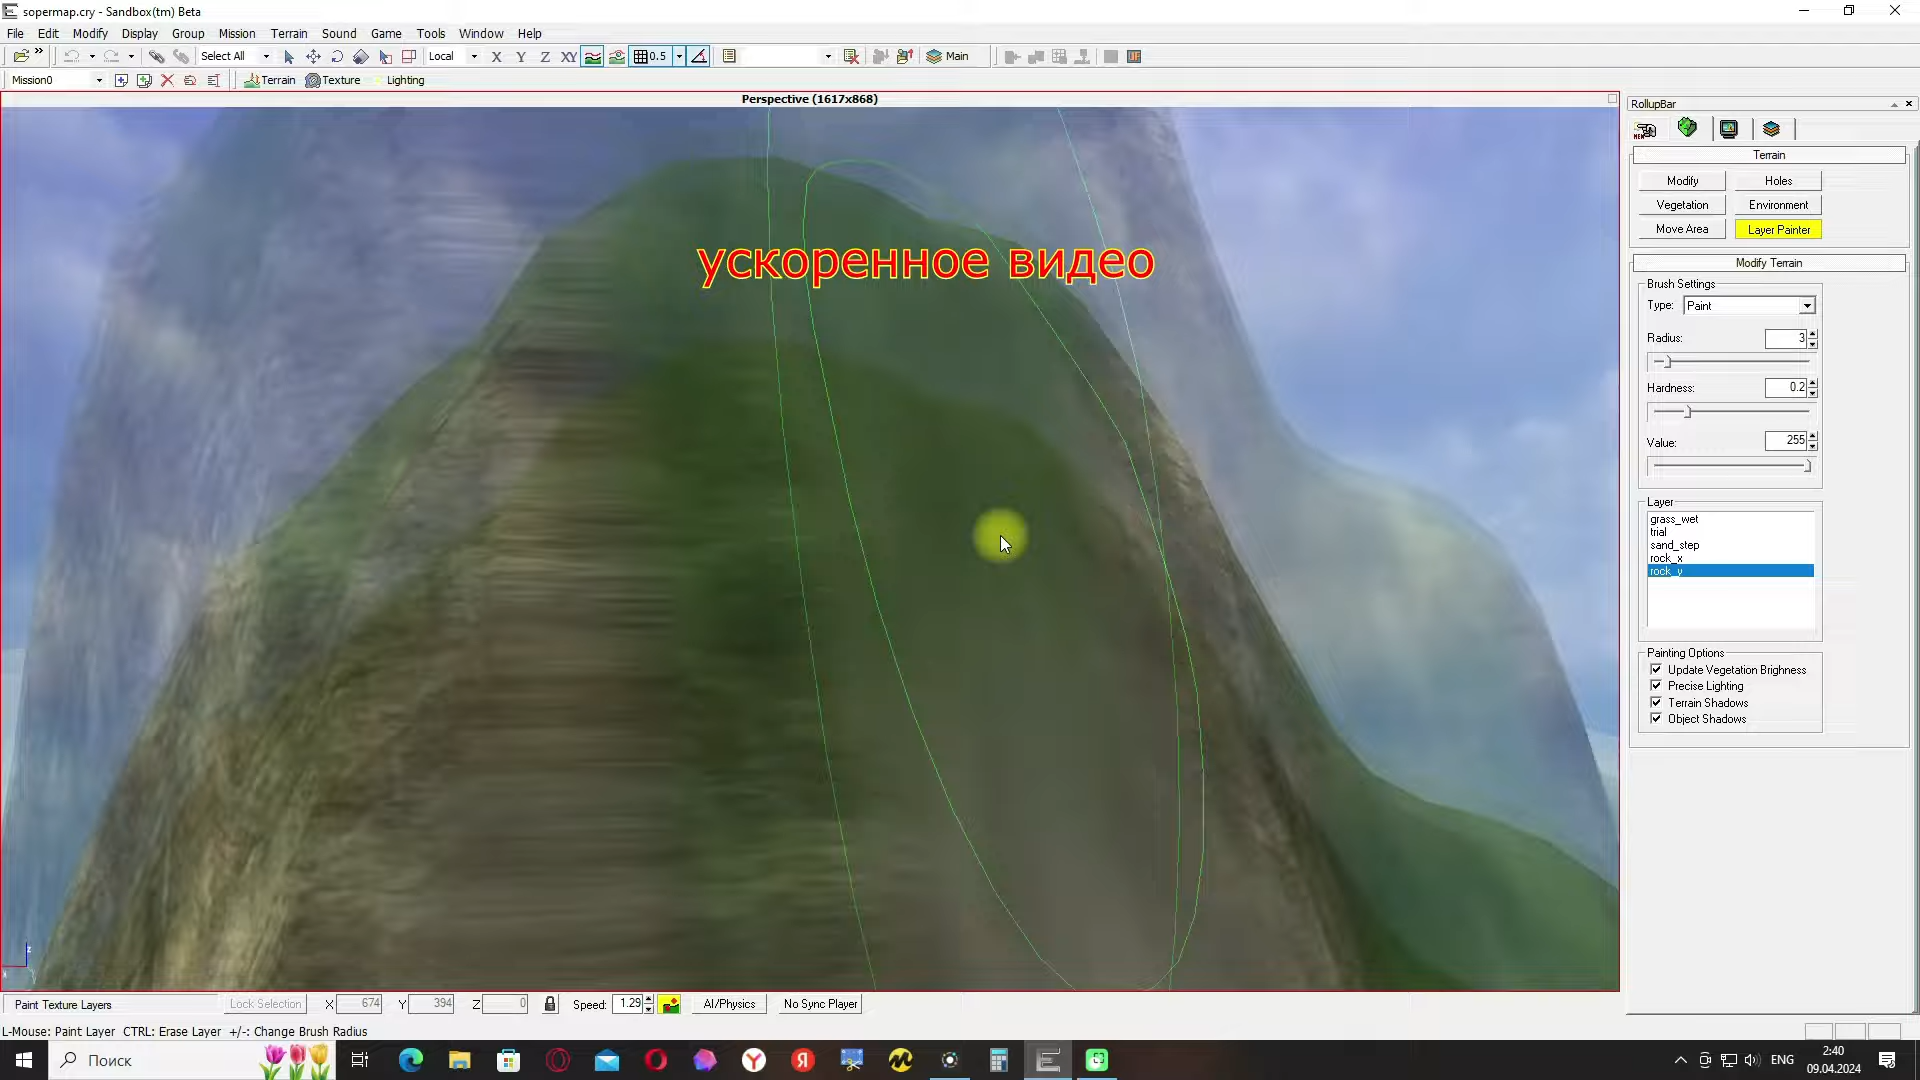 sopermap.cry - Sandbox(tm) Beta
File Edit Modify Display Group Mission Terrain Sound Game Tools Window Help
Select All Local X Y Z XY 0.5 Main
Mission0 Terrain Texture Lighting
Perspective (1617x868)
ускоренное видео
RollupBar
NEW
Terrain
Modify Holes
Vegetation Environment
Move Area Layer Painter
Modify Terrain
Brush Settings
Type: Paint
Radius: 3
Hardness: 0.2
Value: 255
Layer
grass_wet
trial
sand_step
rock_x
rock_y
Painting Options
Update Vegetation Brighness
Precise Lighting
Terrain Shadows
Object Shadows
z
Paint Texture Layers Lock Selection X 674 Y 394 Z 0 Speed: 1.29 AI/Physics No Sync Player
L-Mouse: Paint Layer CTRL: Erase Layer +/-: Change Brush Radius
Поиск
ENG
2:40
09.04.2024